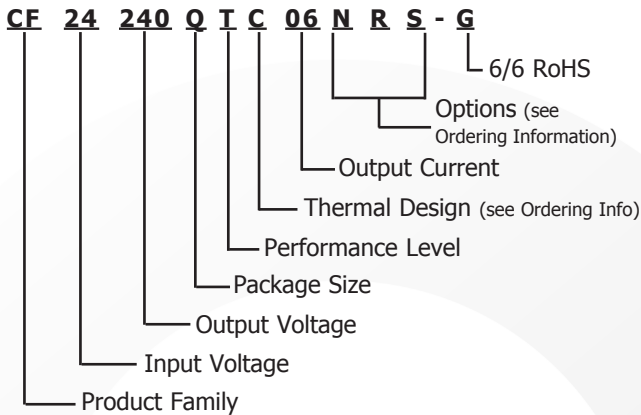 CF 24 240 Q T C 06 N R S - G
6/6 RoHS
Options (see
Ordering Information)
Output Current
Thermal Design (see Ordering Info)
Performance Level
Package Size
Output Voltage
Input Voltage
Product Family